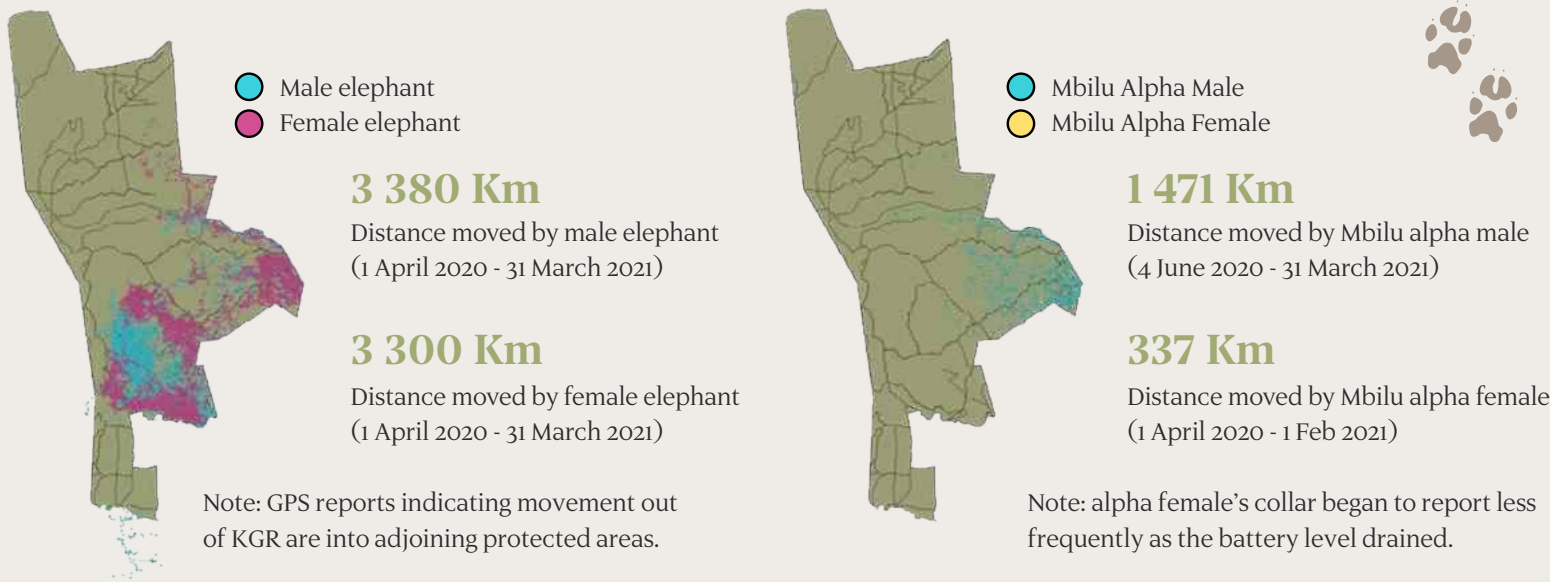 Male elephant
Female elephant
3 380 Km
Distance moved by male elephant
(1 April 2020 - 31 March 2021)
3 300 Km
Distance moved by female elephant
(1 April 2020 - 31 March 2021)
Note: GPS reports indicating movement out
of KGR are into adjoining protected areas.
Mbilu Alpha Male
Mbilu Alpha Female
1 471 Km
Distance moved by Mbilu alpha male
(4 June 2020 - 31 March 2021)
337 Km
Distance moved by Mbilu alpha female
(1 April 2020 - 1 Feb 2021)
Note: alpha female’s collar began to report less
frequently as the battery level drained.